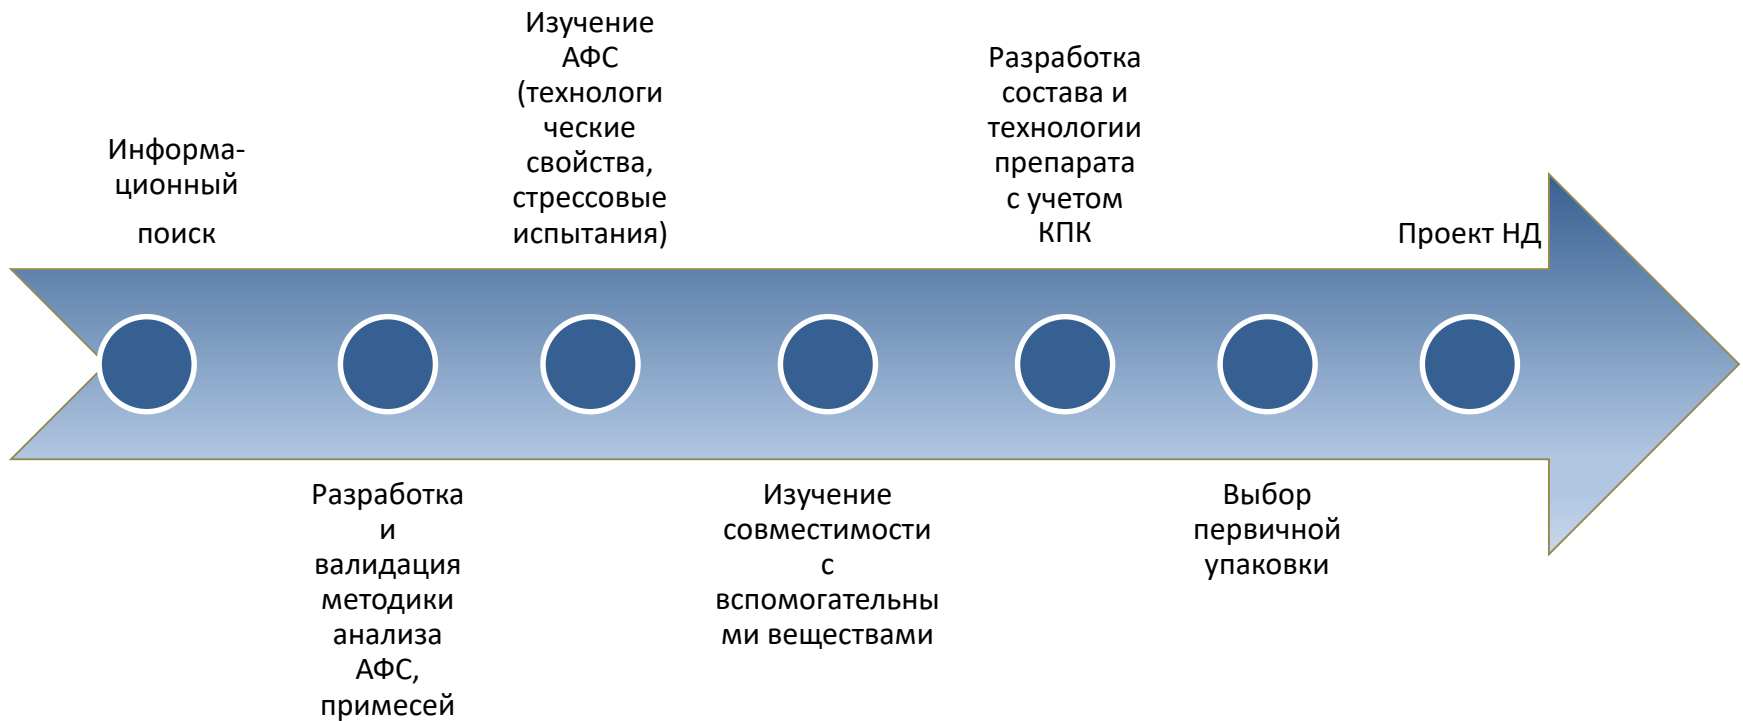 Информа-
ционный
поиск
Разработка
и
валидация
методики
анализа
АФС,
примесей
Изучение
АФС
(технологи
ческие
свойства,
стрессовые
испытания)
Изучение
совместимости
с
вспомогательны
ми веществами
Разработка
состава и
технологии
препарата
с учетом
КПК
Выбор
первичной
упаковки
Проект НД